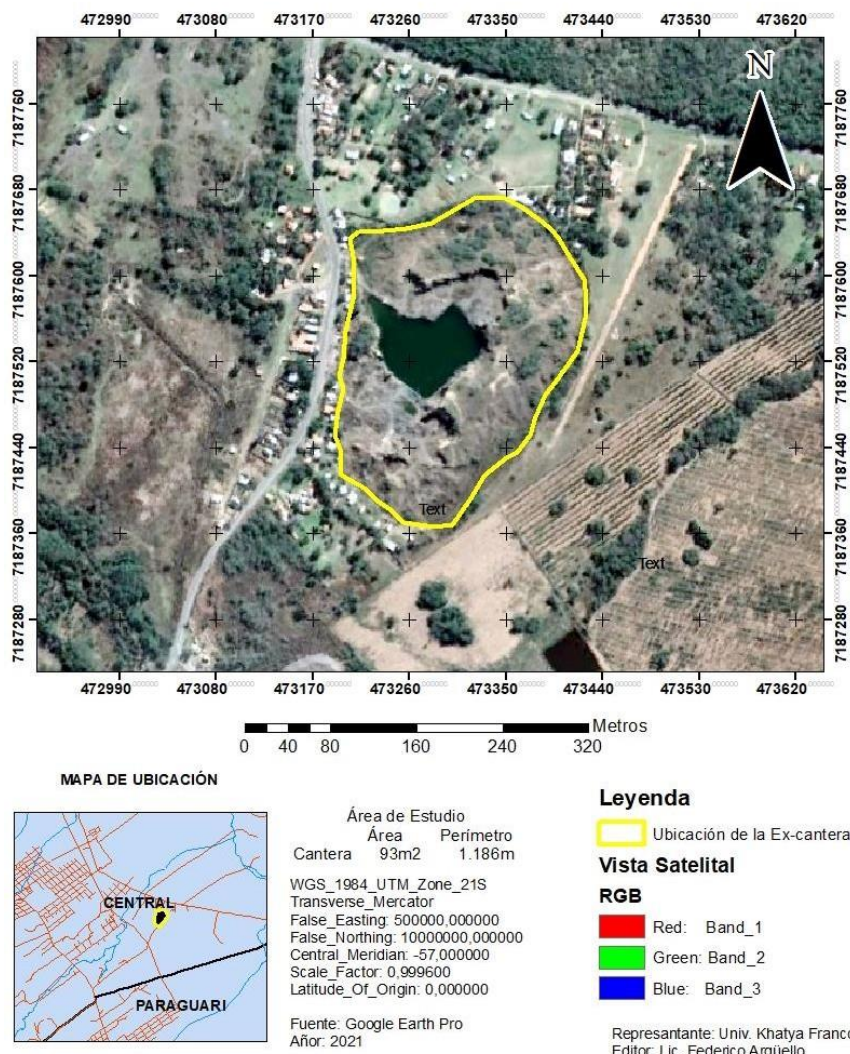 472990 473080 473170 473260 473350 473440 473530 473620
N
7187760 7187760
7187680 7187680
7187600 7187600
7187520 7187520
7187440 7187440
Text
7187360 7187360
Text
7187280 7187280
472990 473080 473170 473260 473350 473440 473530 473620
Metros
0 40 80 160 240 320
MAPA DE UBICACIÓN
CENTRAL
PARAGUARI
Área de Estudio
Área Perímetro
Cantera 93m2 1.186m
WGS_1984_UTM_Zone_21S
Transverse_Mercator
False_Easting: 500000,000000
False_Northing: 10000000,000000
Central_Meridian: -57,000000
Scale_Factor: 0,999600
Latitude_Of_Origin: 0,000000
Fuente: Google Earth Pro
Añor: 2021
Leyenda
Ubicación de la Ex-cantera
Vista Satelital
RGB
Red: Band_1
Green: Band_2
Blue: Band_3
Represantante: Univ. Khatya Franco
Editor: Lic. Federico Argüello